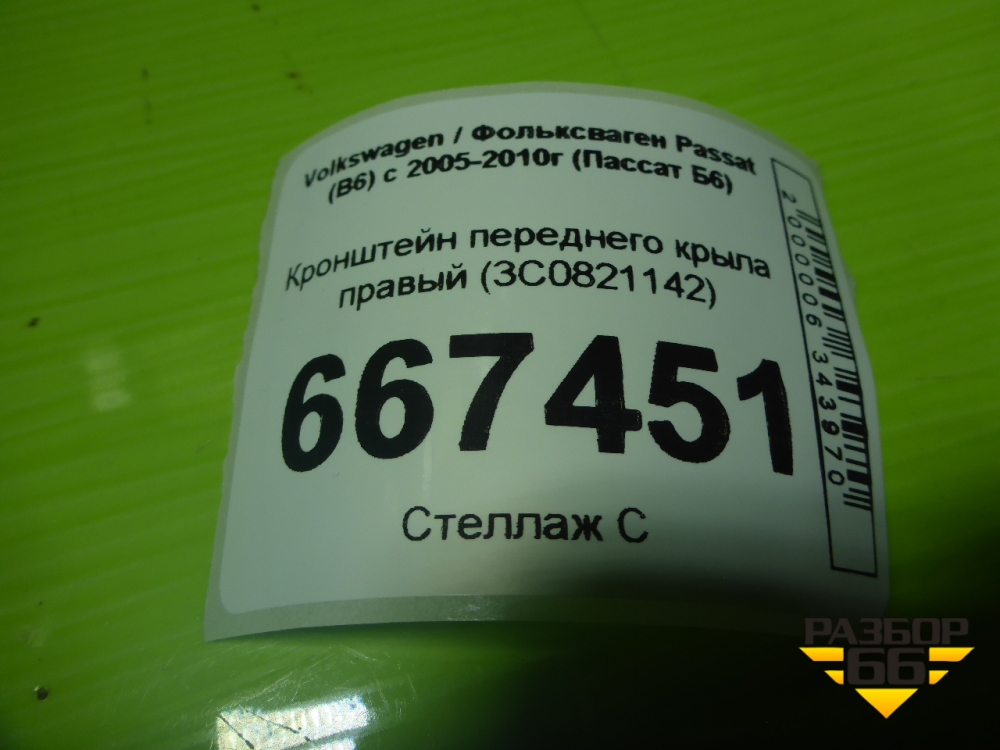 Volkswagen / Фольксваген Passat
(B6) с 2005-2010г (Пассат Б6)
Кронштейн переднего крыла
правый (3C0821142)
667451
Стеллаж С
2000006343970
РАЗБОР
66